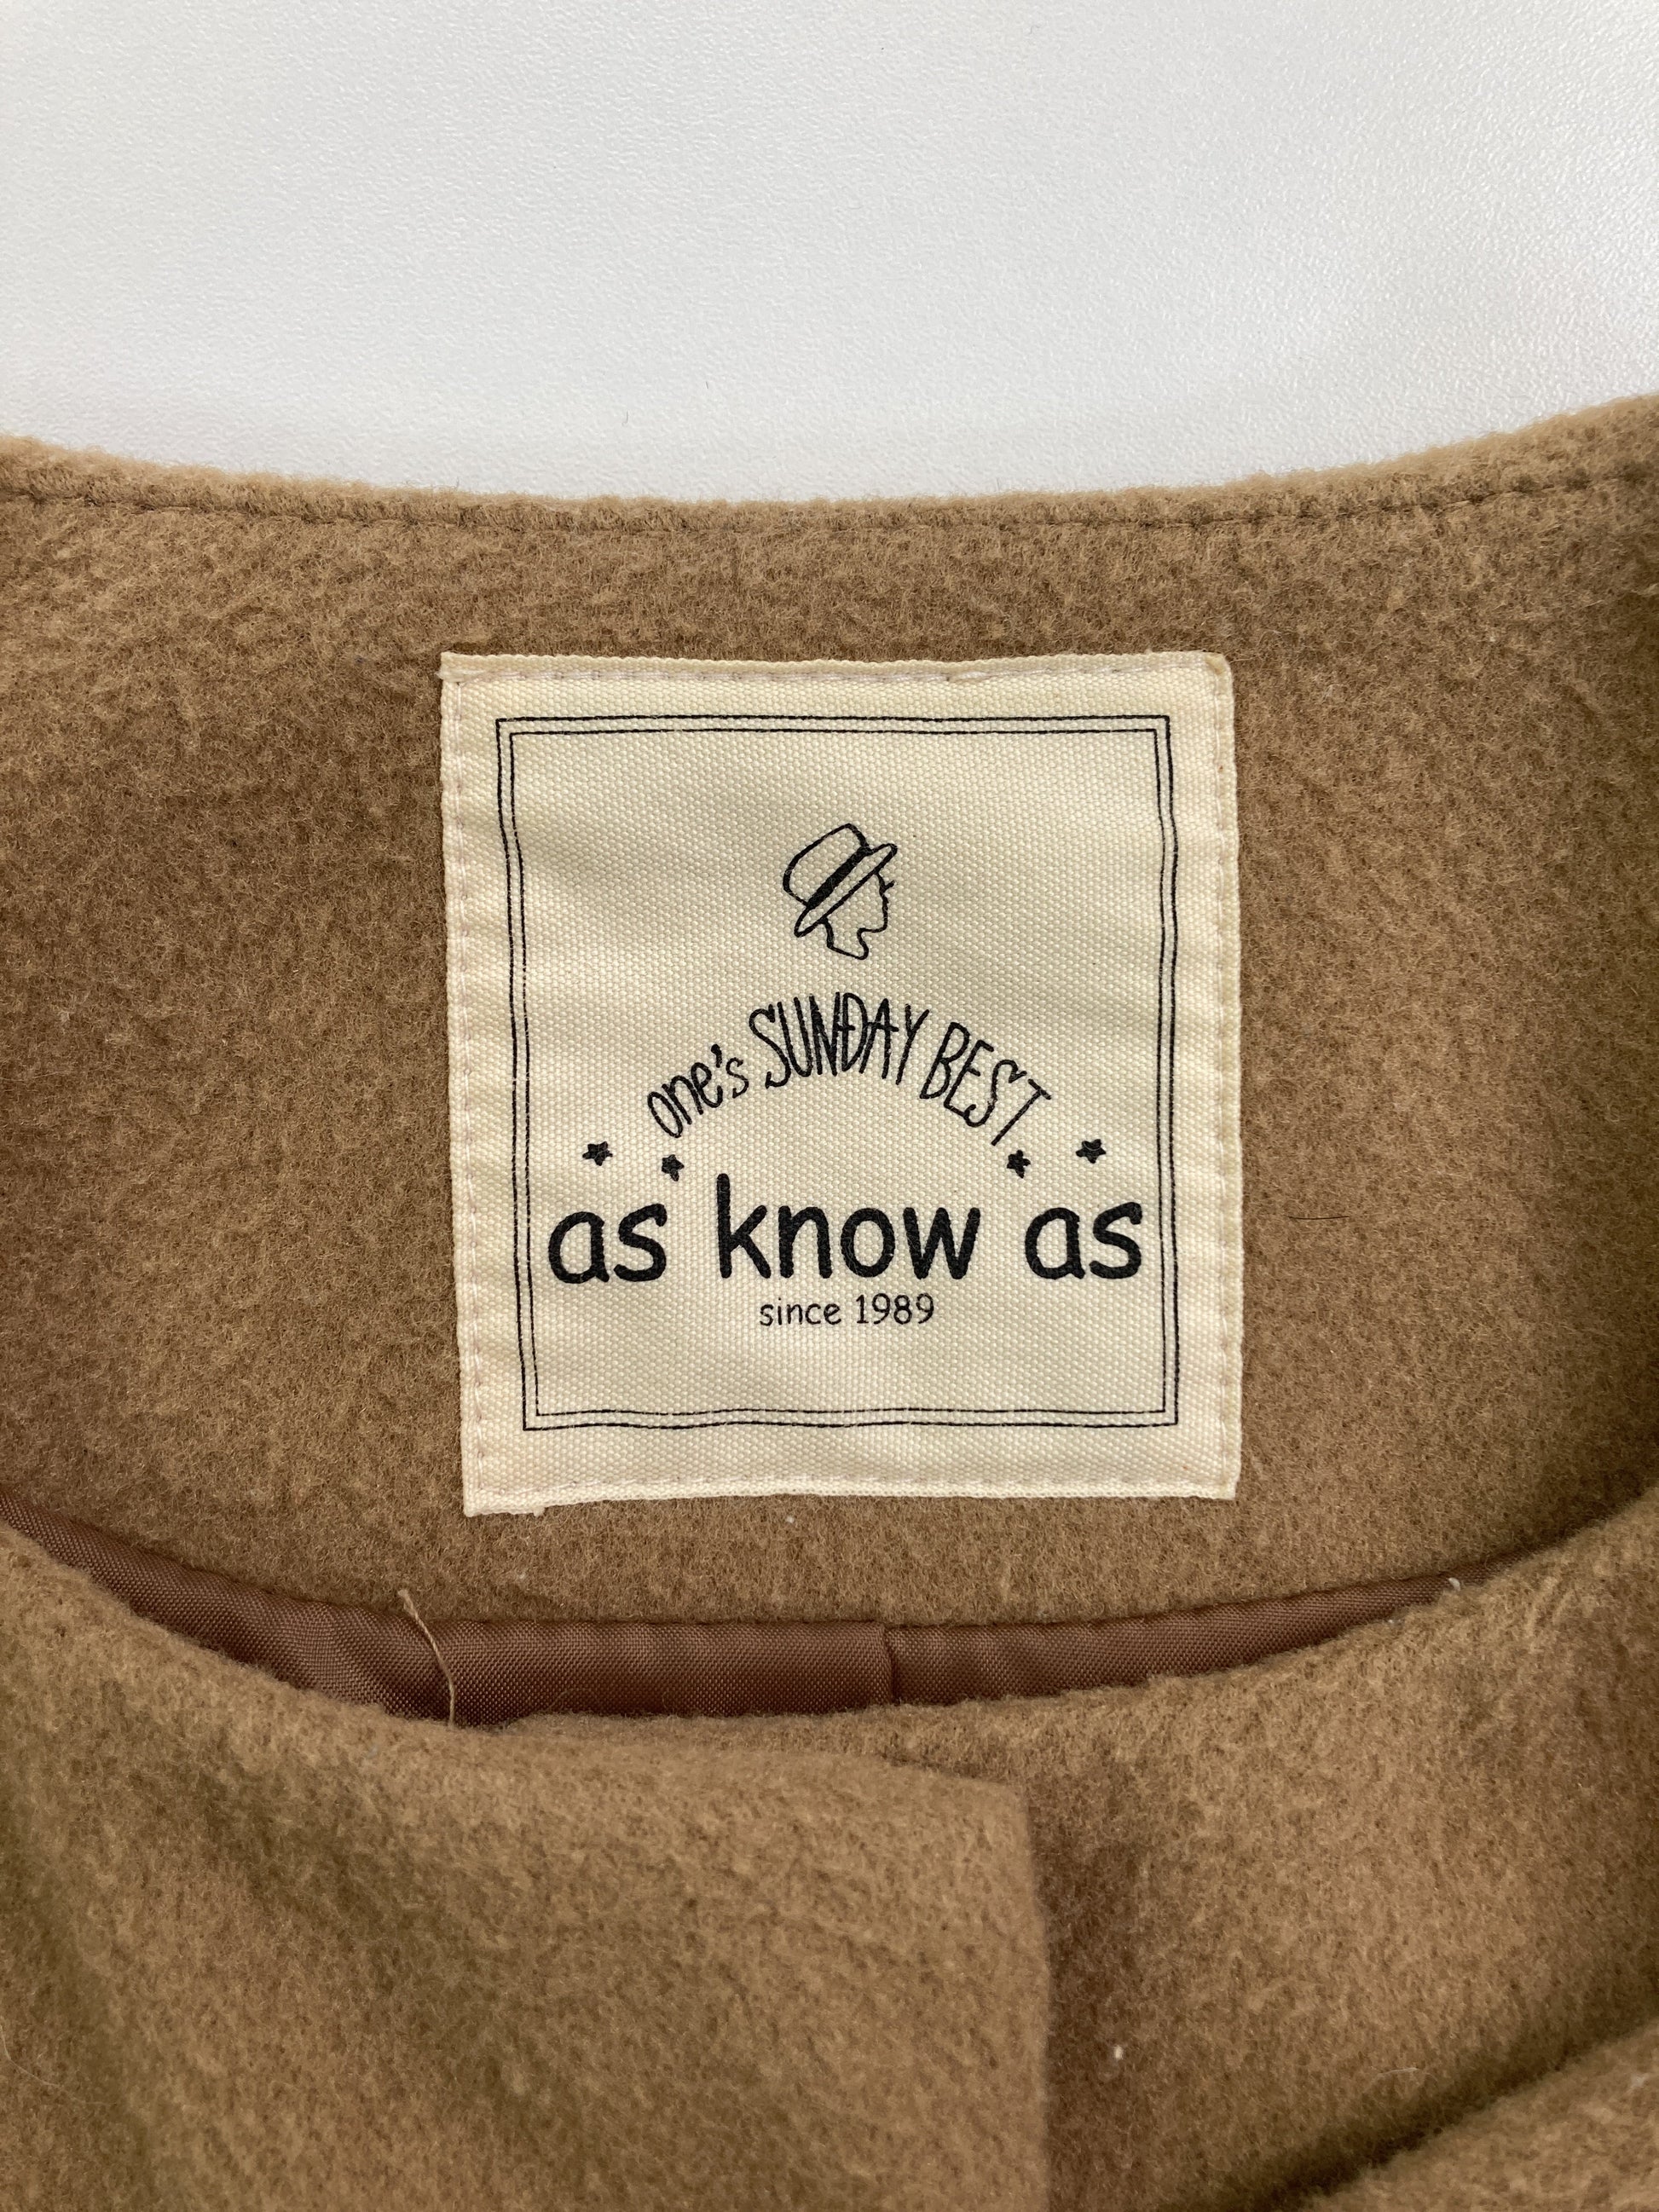 one's SUNDAY BEST
as know as
since 1989